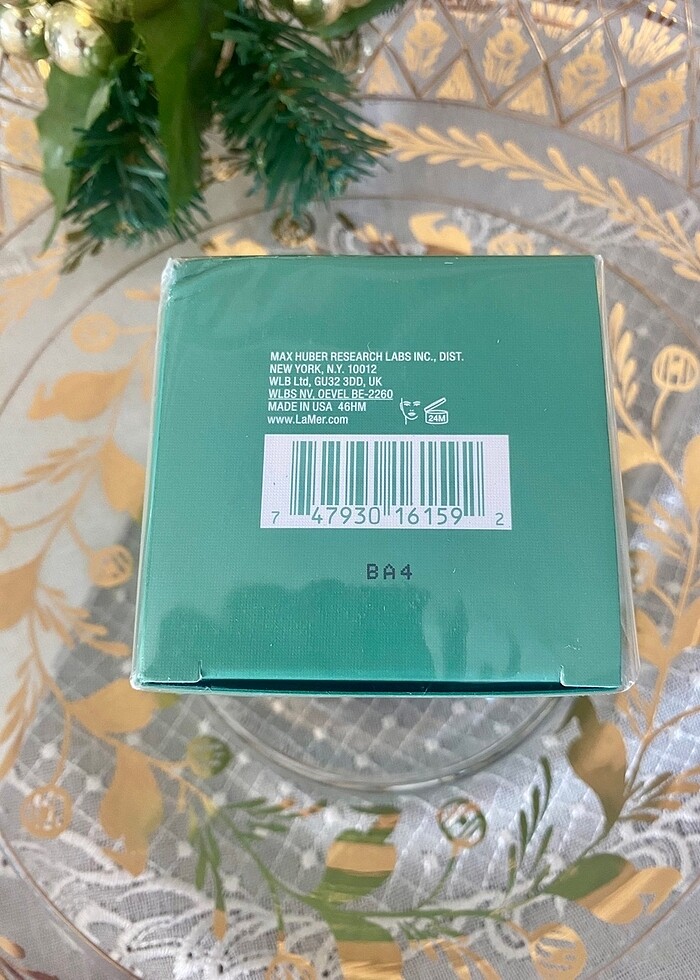 MAX HUBER RESEARCH LABS INC., DIST.
NEW YORK, N.Y. 10012
WLB Ltd, GU32 3DD, UK
WLBS NV, OEVEL BE-2260
MADE IN USA 46HM
www.LaMer.com
24M
7 47930 16159 2
BA4